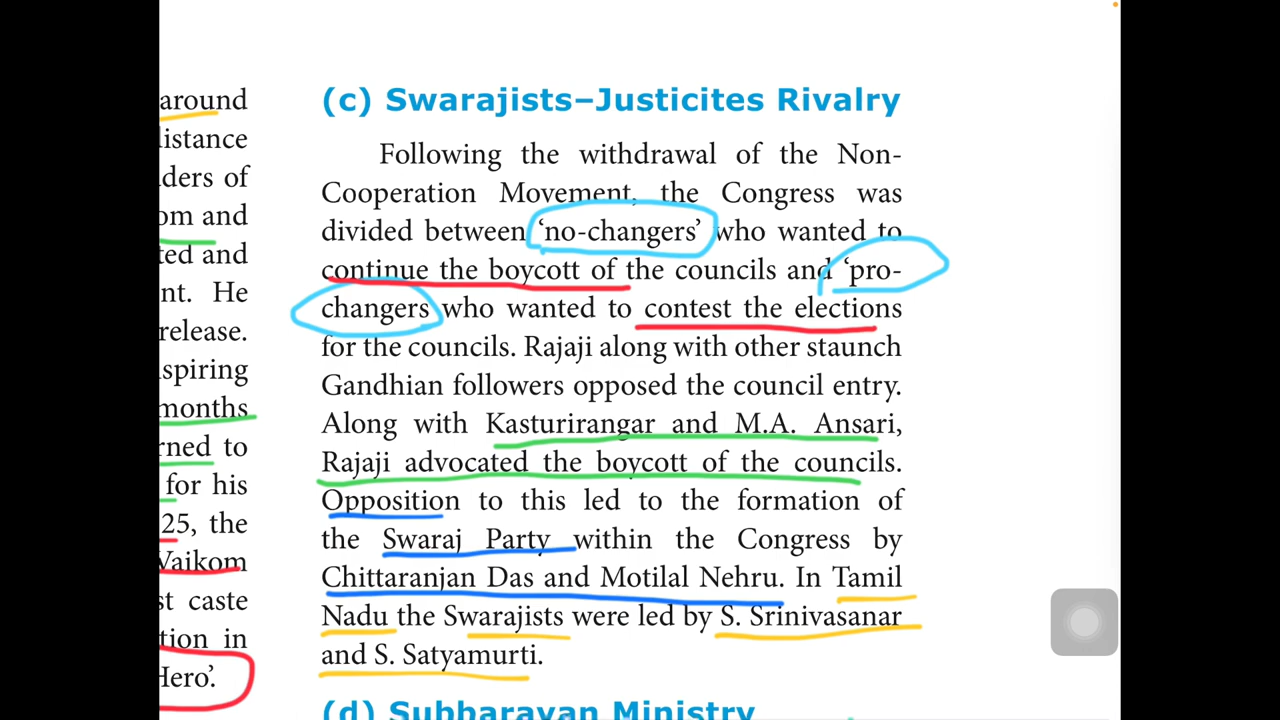 around
distance
ders of
om and
ted and
nt. He
release.
spiring
months
rned to
for his
25, the
Vaikom
st caste
tion in
Hero’.
(c) Swarajists–Justicites Rivalry
Following the withdrawal of the Non-
Cooperation Movement, the Congress was
divided between ‘no-changers’ who wanted to
continue the boycott of the councils and ‘pro-
changers who wanted to contest the elections
for the councils. Rajaji along with other staunch
Gandhian followers opposed the council entry.
Along with Kasturirangar and M.A. Ansari,
Rajaji advocated the boycott of the councils.
Opposition to this led to the formation of
the Swaraj Party within the Congress by
Chittaranjan Das and Motilal Nehru. In Tamil
Nadu the Swarajists were led by S. Srinivasanar
and S. Satyamurti.
(d) Subbarayan Ministry